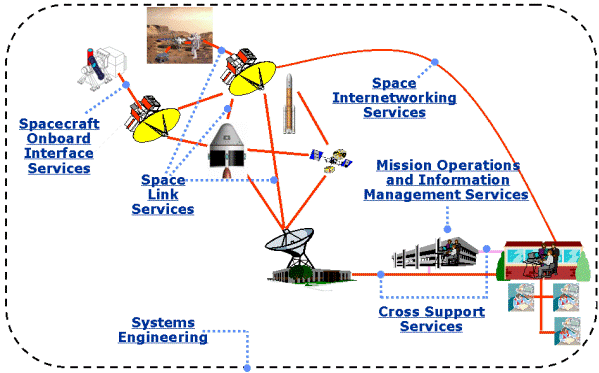 Spacecraft
Onboard
Interface
Services
Space
Link
Services
Space
Internetworking
Services
Mission Operations
and Information
Management Services
Cross Support
Services
Systems
Engineering